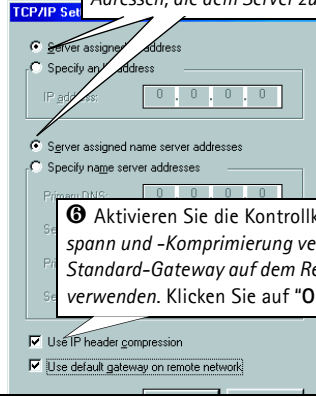 Adressen, die dem Server zu
TCP/IP Set
Server assigned address
Specify an address
IP address:
0 . 0 . 0 . 0
Server assigned name server addresses
Specify name server addresses
Primary DNS:
0 0 0 0
❻ Aktivieren Sie die Kontrollk
spann und -Komprimierung ve
Standard-Gateway auf dem Re
verwenden. Klicken Sie auf "O
Use IP header compression
Use default gateway on remote network